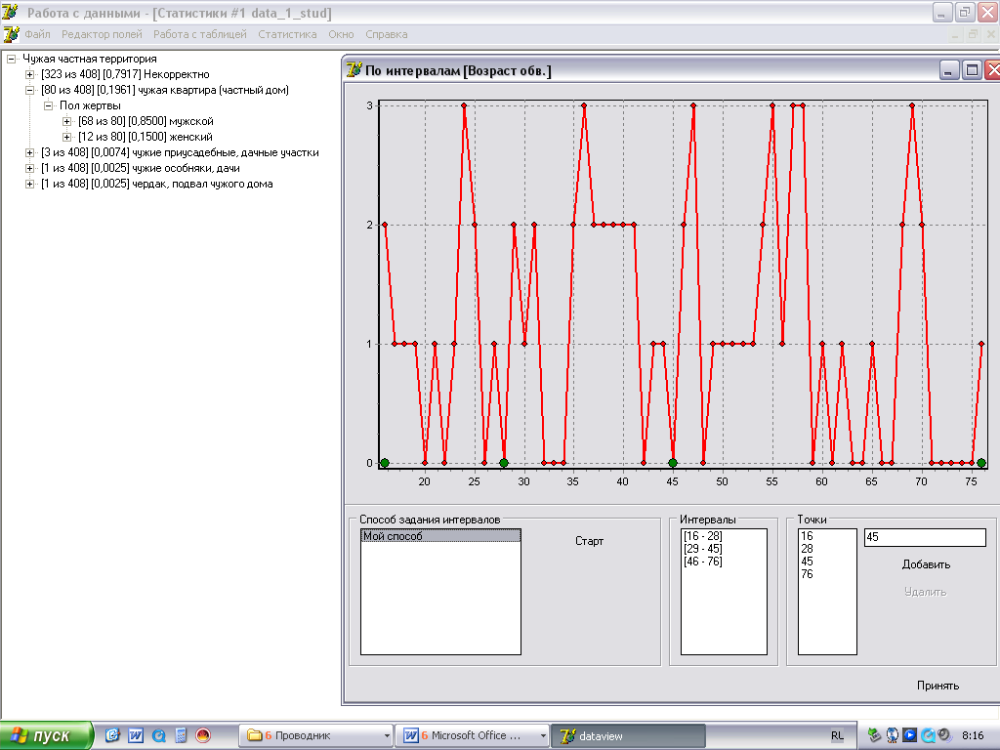 Работа с данными - [Статистики #1 data_1_stud]
Файл Редактор полей Работа с таблицей Статистика Окно Справка
Чужая частная территория
[323 из 408] [0,7917] Некорректно
[80 из 408] [0,1961] чужая квартира (частный дом)
Пол жертвы
[68 из 80] [0,8500] мужской
[12 из 80] [0,1500] женский
[3 из 408] [0,0074] чужие приусадебные, дачные участки
[1 из 408] [0,0025] чужие особняки, дачи
[1 из 408] [0,0025] чердак, подвал чужого дома
По интервалам [Возраст обв.]
3
2
1
0
20 25 30 35 40 45 50 55 60 65 70 75
Способ задания интервалов
Мой способ
Старт
Интервалы
[16 - 28]
[29 - 45]
[46 - 76]
Точки
16
28
45
76
45
Добавить
Удалить
Принять
пуск
6 Проводник
6 Microsoft Office ...
dataview
RL
8:16